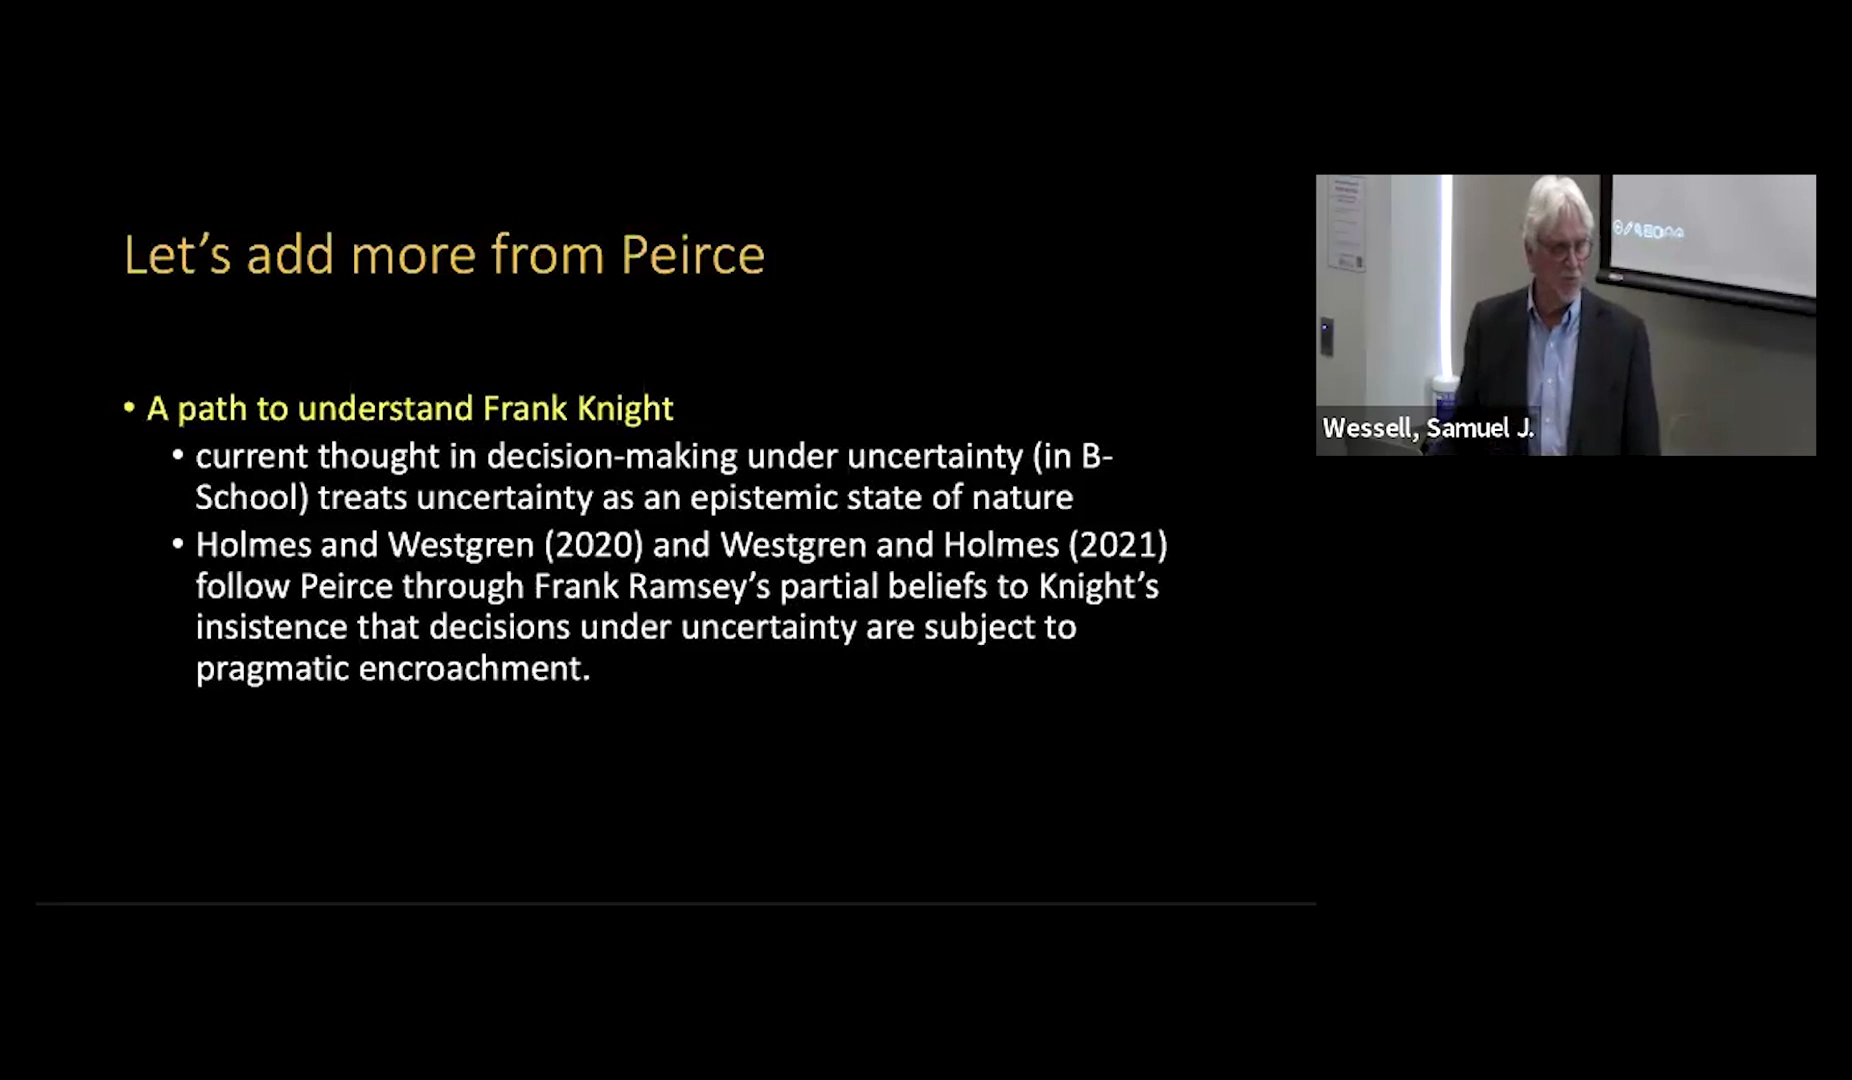 Let's add more from Peirce
• A path to understand Frank Knight
• current thought in decision-making under uncertainty (in B-
School) treats uncertainty as an epistemic state of nature
• Holmes and Westgren (2020) and Westgren and Holmes (2021)
follow Peirce through Frank Ramsey's partial beliefs to Knight's
insistence that decisions under uncertainty are subject to
pragmatic encroachment.
Wessell, Samuel J.